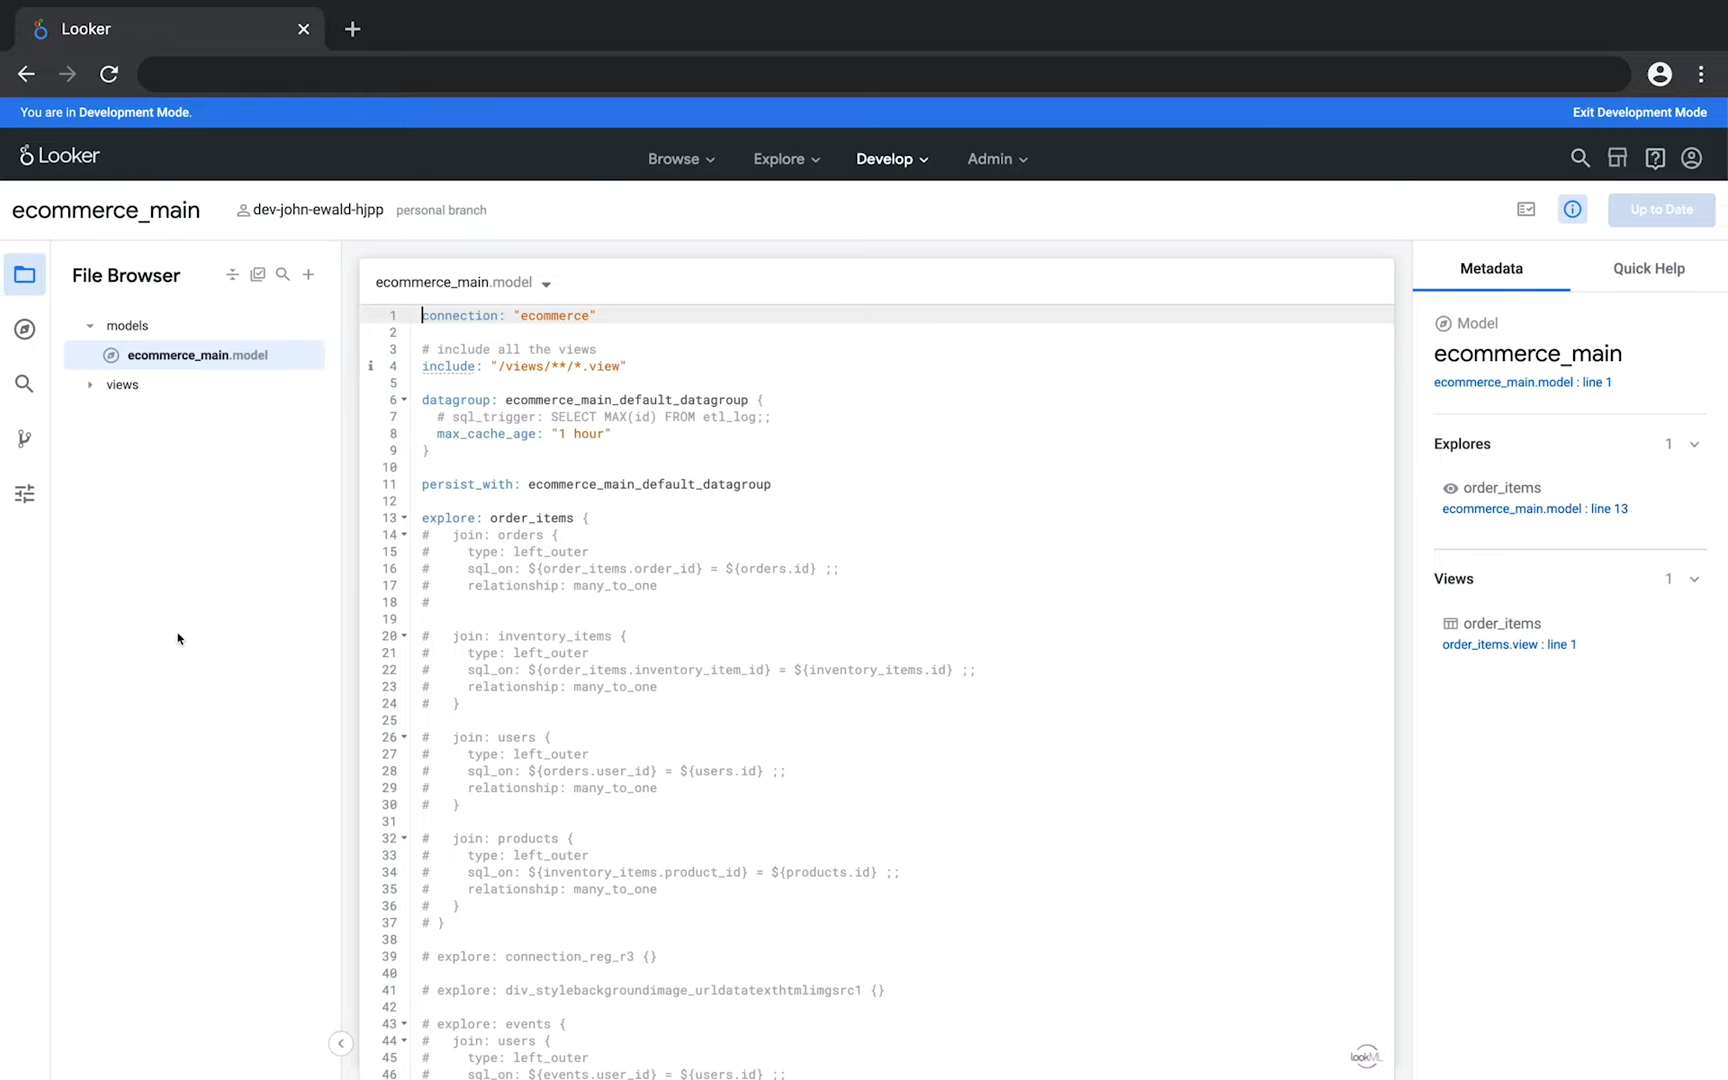 Looker
You are in Development Mode.
Exit Development Mode
Looker
Browse
Explore
Develop
Admin
ecommerce_main
dev-john-ewald-hjpp personal branch
Up to Date
File Browser
models
ecommerce_main.model
views
ecommerce_main.model
1 connection: "ecommerce"
2
3 # include all the views
i 4 include: "/views/**/*.view"
5
6 datagroup: ecommerce_main_default_datagroup {
7 # sql_trigger: SELECT MAX(id) FROM etl_log;;
8 max_cache_age: "1 hour"
9 }
10
11 persist_with: ecommerce_main_default_datagroup
12
13 explore: order_items {
14 # join: orders {
15 # type: left_outer
16 # sql_on: ${order_items.order_id} = ${orders.id} ;;
17 # relationship: many_to_one
18 #
19
20 # join: inventory_items {
21 # type: left_outer
22 # sql_on: ${order_items.inventory_item_id} = ${inventory_items.id} ;;
23 # relationship: many_to_one
24 # }
25
26 # join: users {
27 # type: left_outer
28 # sql_on: ${orders.user_id} = ${users.id} ;;
29 # relationship: many_to_one
30 # }
31
32 # join: products {
33 # type: left_outer
34 # sql_on: ${inventory_items.product_id} = ${products.id} ;;
35 # relationship: many_to_one
36 # }
37 # }
38
39 # explore: connection_reg_r3 {}
40
41 # explore: div_stylebackgroundimage_urldatatexthtmlimgsrc1 {}
42
43 # explore: events {
44 # join: users {
45 # type: left_outer
46 # sql_on: ${events.user_id} = ${users.id} ;;
lookML
Metadata
Quick Help
Model
ecommerce_main
ecommerce_main.model : line 1
Explores 1
order_items
ecommerce_main.model : line 13
Views 1
order_items
order_items.view : line 1